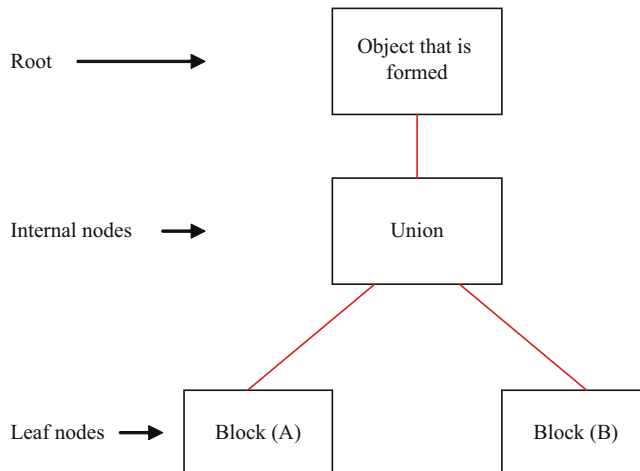 Object that is
formed
Root
Union
Internal nodes
Block (A)
Block (B)
Leaf nodes